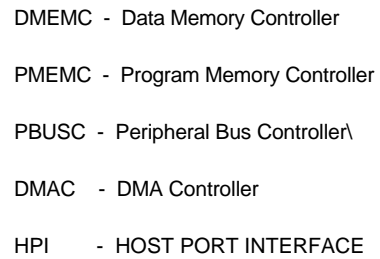 DMEMC - Data Memory Controller
PMEMC - Program Memory Controller
PBUSC - Peripheral Bus Controller\
DMAC - DMA Controller
HPI - HOST PORT INTERFACE